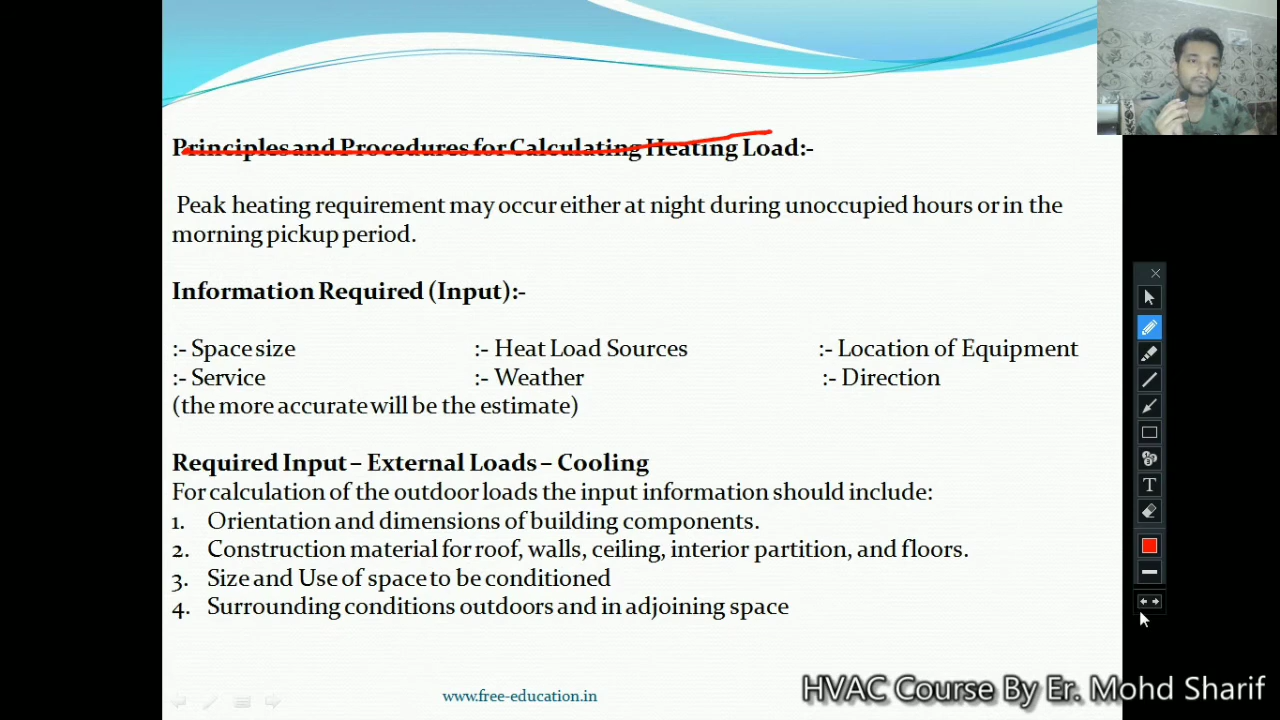 Principles and Procedures for Calculating Heating Load:-
Peak heating requirement may occur either at night during unoccupied hours or in the
morning pickup period.
Information Required (Input):-
:- Space size :- Heat Load Sources :- Location of Equipment
:- Service :- Weather :- Direction
(the more accurate will be the estimate)
Required Input – External Loads – Cooling
For calculation of the outdoor loads the input information should include:
1. Orientation and dimensions of building components.
2. Construction material for roof, walls, ceiling, interior partition, and floors.
3. Size and Use of space to be conditioned
4. Surrounding conditions outdoors and in adjoining space
www.free-education.in
HVAC Course By Er. Mohd Sharif
T